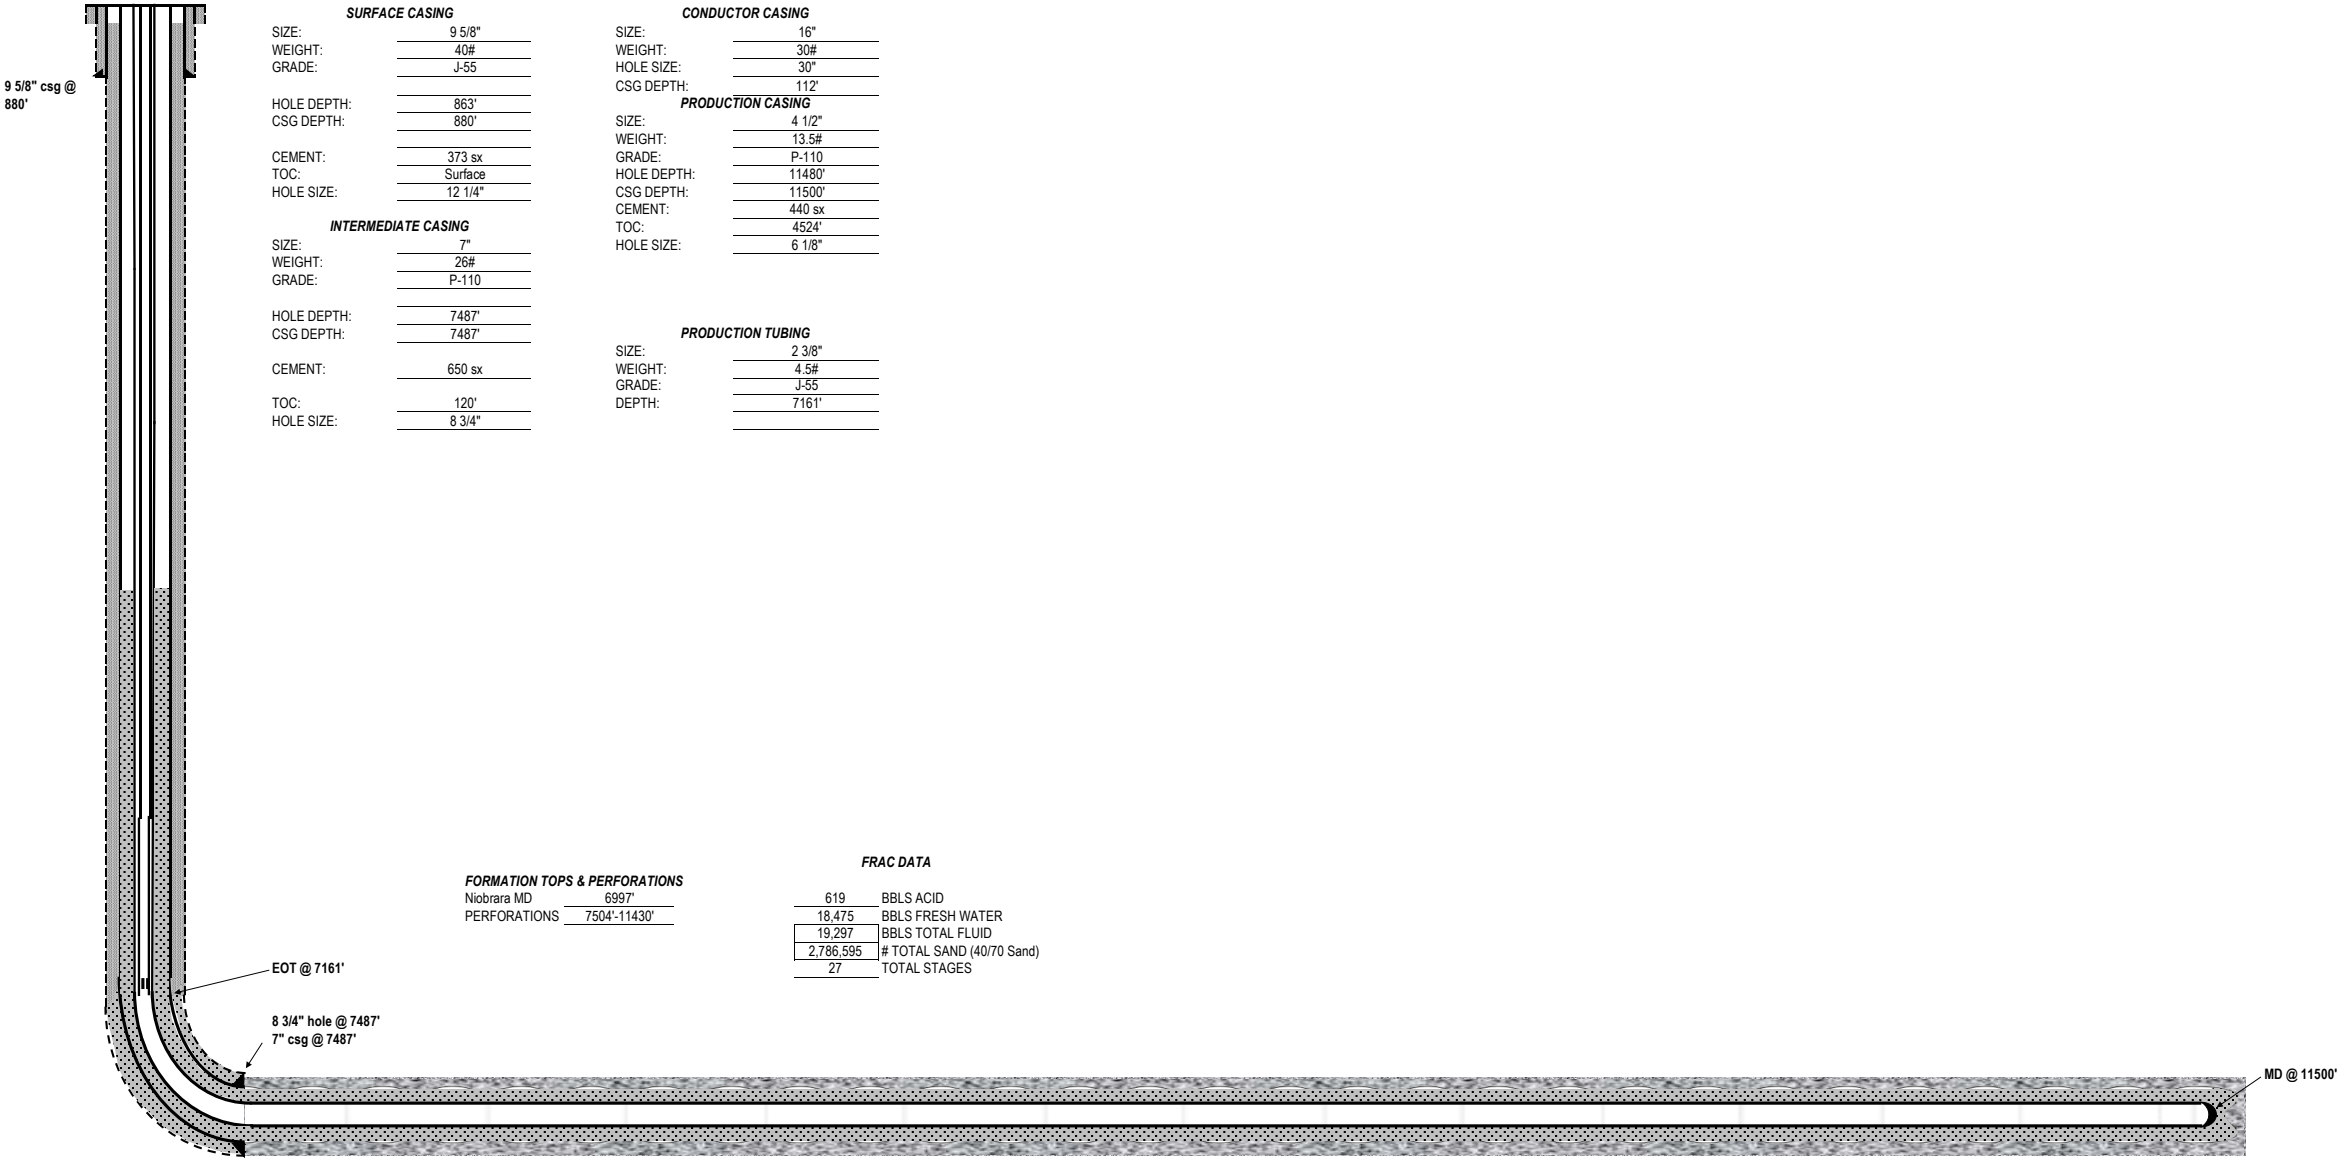 SURFACE CASING
SIZE: 9 5/8"
WEIGHT: 40#
GRADE: J-55
HOLE DEPTH: 863'
CSG DEPTH: 880'
CEMENT: 373 sx
TOC: Surface
HOLE SIZE: 12 1/4"
INTERMEDIATE CASING
SIZE: 7"
WEIGHT: 26#
GRADE: P-110
HOLE DEPTH: 7487'
CSG DEPTH: 7487'
CEMENT: 650 sx
TOC: 120'
HOLE SIZE: 8 3/4"
CONDUCTOR CASING
SIZE: 16"
WEIGHT: 30#
HOLE SIZE: 30"
CSG DEPTH: 112'
PRODUCTION CASING
SIZE: 4 1/2"
WEIGHT: 13.5#
GRADE: P-110
HOLE DEPTH: 11480'
CSG DEPTH: 11500'
CEMENT: 440 sx
TOC: 4524'
HOLE SIZE: 6 1/8"
PRODUCTION TUBING
SIZE: 2 3/8"
WEIGHT: 4.5#
GRADE: J-55
DEPTH: 7161'
9 5/8" csg @
880'
FORMATION TOPS & PERFORATIONS
Niobrara MD 6997'
PERFORATIONS 7504'-11430'
FRAC DATA
619 BBLS ACID
18,475 BBLS FRESH WATER
19,297 BBLS TOTAL FLUID
2,786,595 # TOTAL SAND (40/70 Sand)
27 TOTAL STAGES
EOT @ 7161'
8 3/4" hole @ 7487'
7" csg @ 7487'
MD @ 11500'